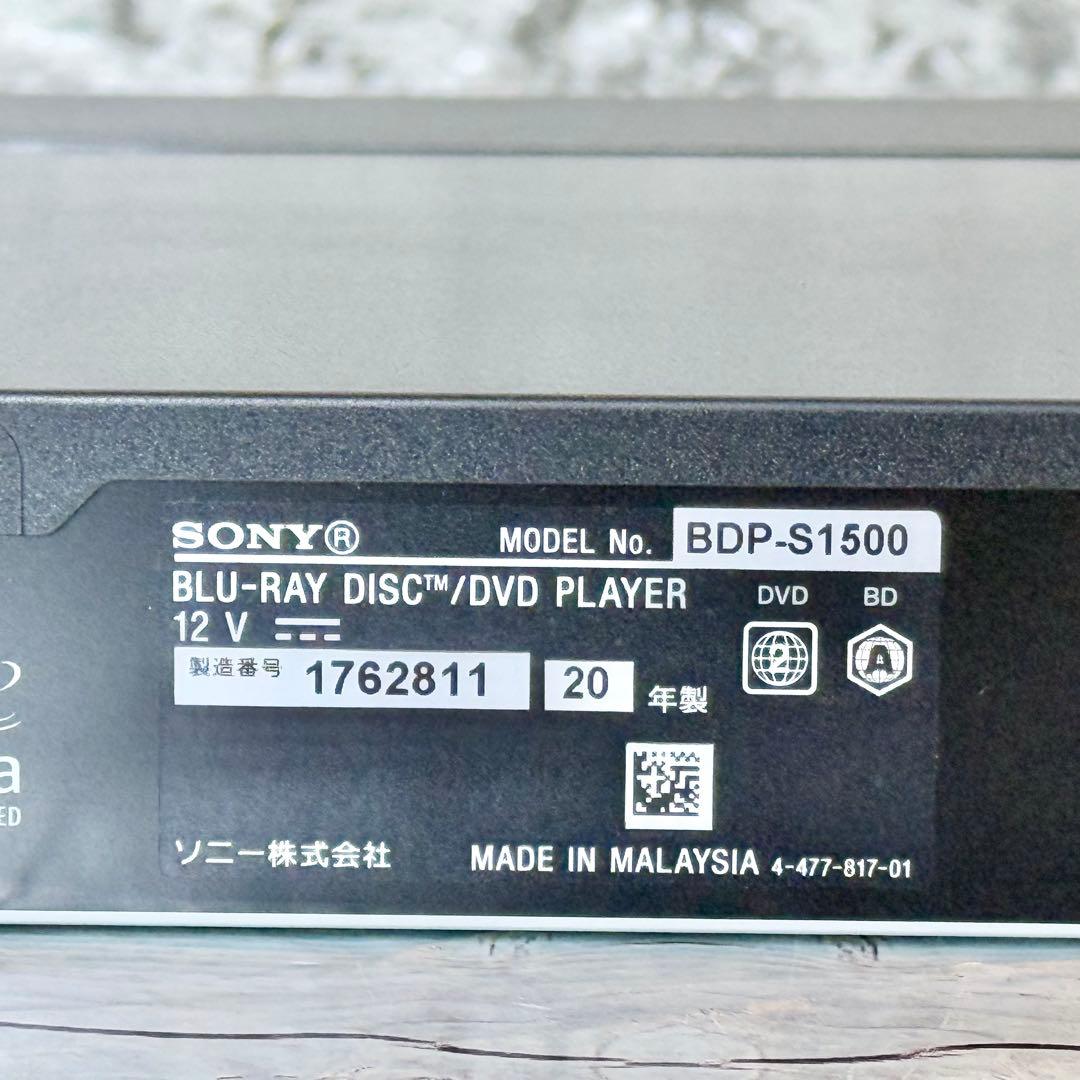 SONY® MODEL No. BDP-S1500
BLU-RAY DISC™/DVD PLAYER DVD BD
12 V
2 A
製造番号 1762811 20 年製
a
ED
ソニー株式会社 MADE IN MALAYSIA 4-477-817-01